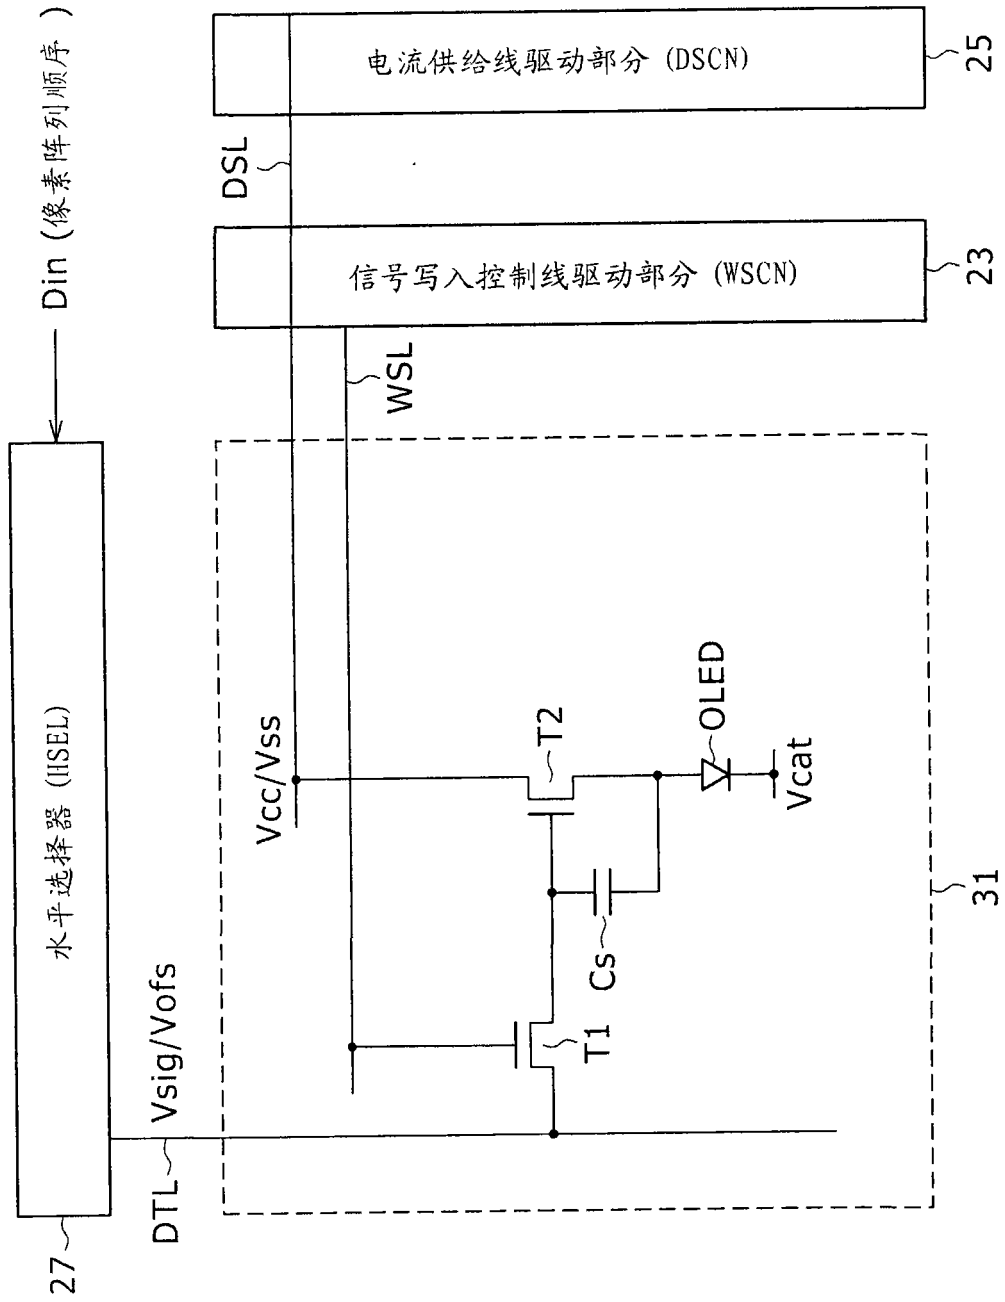 Din (像素阵列顺序)
27
水平选择器 (HSEL)
DTL
Vsig/Vofs
DSL
WSL
Vcc/Vss
电流供给线驱动部分 (DSCN)
25
信号写入控制线驱动部分 (WSCN)
23
T1
T2
Cs
OLED
Vcat
31